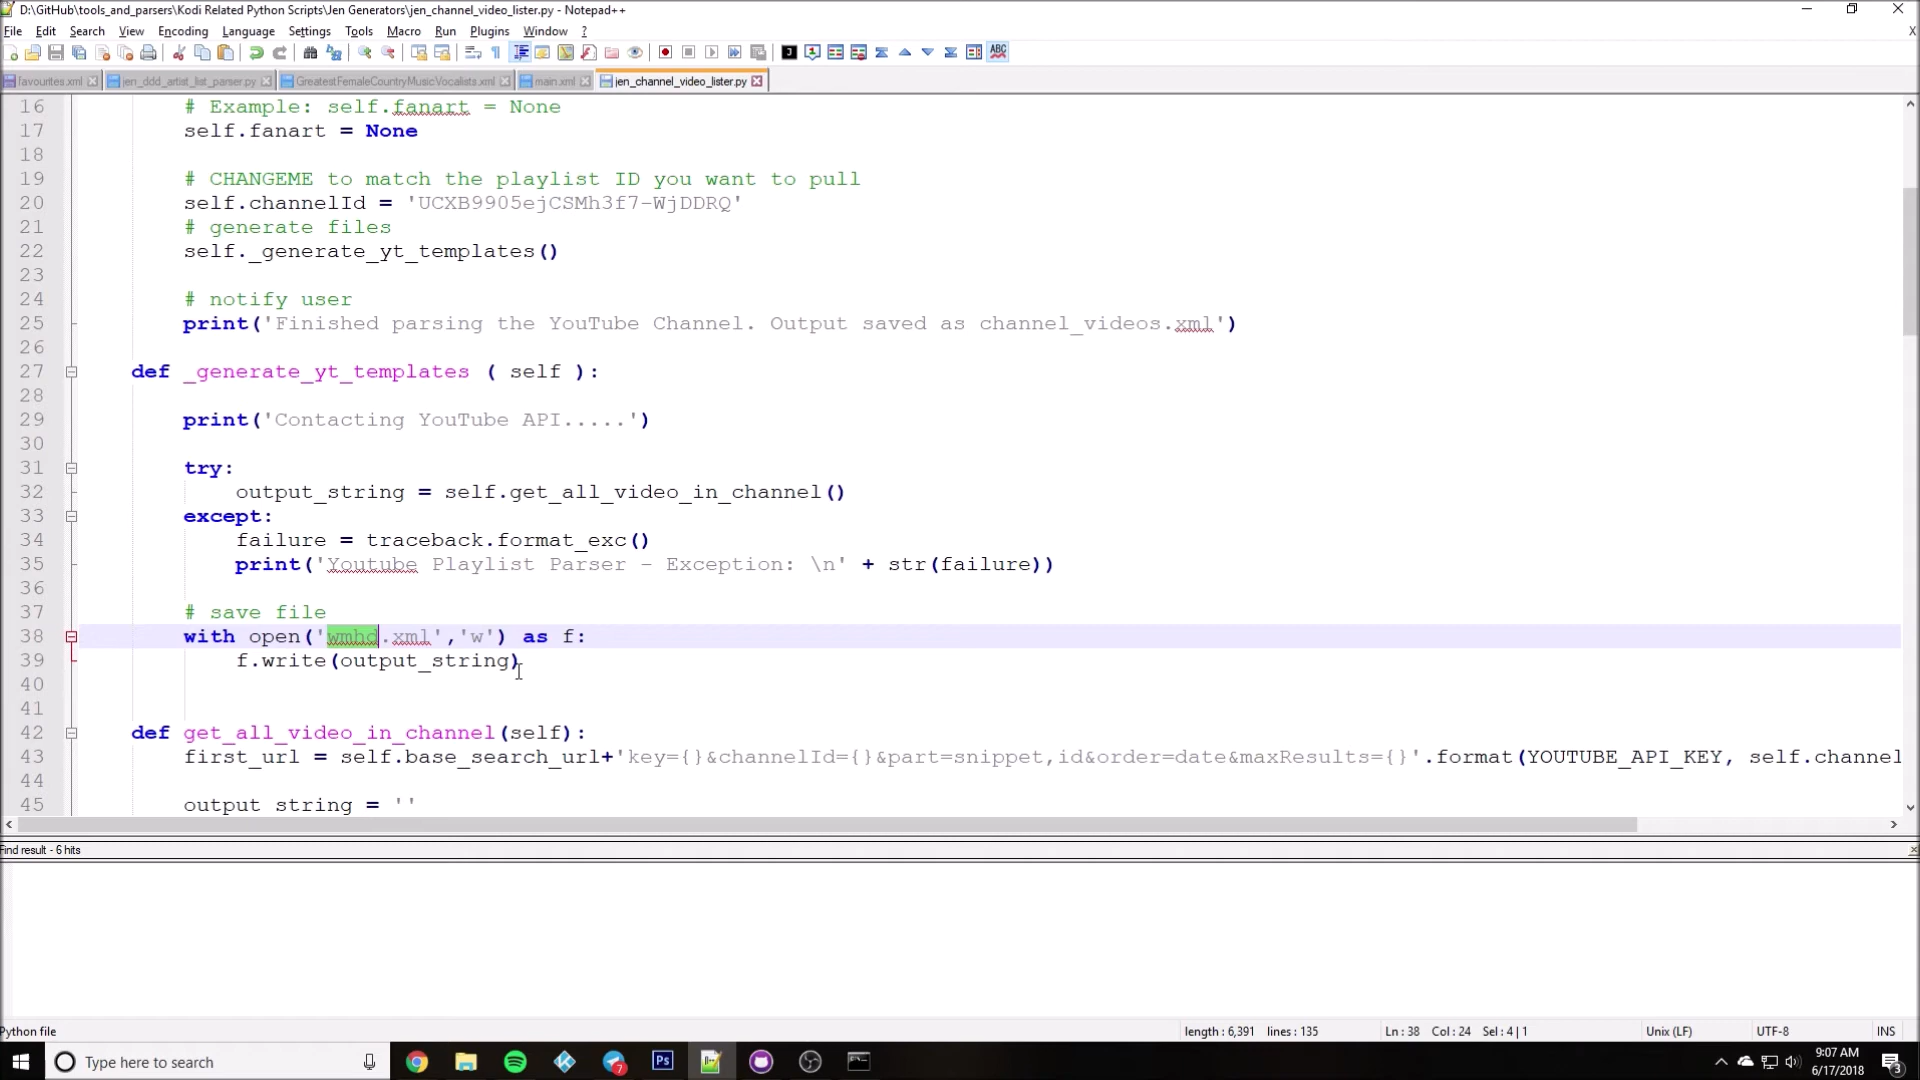 D:\GitHub\tools_and_parsers\Kodi Related Python Scripts\Jen Generators\jen_channel_video_lister.py - Notepad++
File Edit Search View Encoding Language Settings Tools Macro Run Plugins Window ? X
favourites.xml jen_ddd_artist_list_parser.py GreatestFemaleCountryMusicVocalists.xml main.xml jen_channel_video_lister.py
16 # Example: self.fanart = None
17 self.fanart = None
18
19 # CHANGEME to match the playlist ID you want to pull
20 self.channelId = 'UCXB9905ejCSMh3f7-WjDDRQ'
21 # generate files
22 self._generate_yt_templates()
23
24 # notify user
25 print('Finished parsing the YouTube Channel. Output saved as channel_videos.xml')
26
27 def _generate_yt_templates ( self ):
28
29 print('Contacting YouTube API.....')
30
31 try:
32 output_string = self.get_all_video_in_channel()
33 except:
34 failure = traceback.format_exc()
35 print('Youtube Playlist Parser - Exception: \n' + str(failure))
36
37 # save file
38 with open('wmhd.xml','w') as f:
39 f.write(output_string)
40
41
42 def get_all_video_in_channel(self):
43 first_url = self.base_search_url+'key={}&channelId={}&part=snippet,id&order=date&maxResults={}'.format(YOUTUBE_API_KEY, self.channel
44
45 output_string = ''
Find result - 6 hits
Python file length : 6,391 lines : 135 Ln : 38 Col : 24 Sel : 4 | 1 Unix (LF) UTF-8 INS
Type here to search
7
Ps
9:07 AM
6/17/2018
3